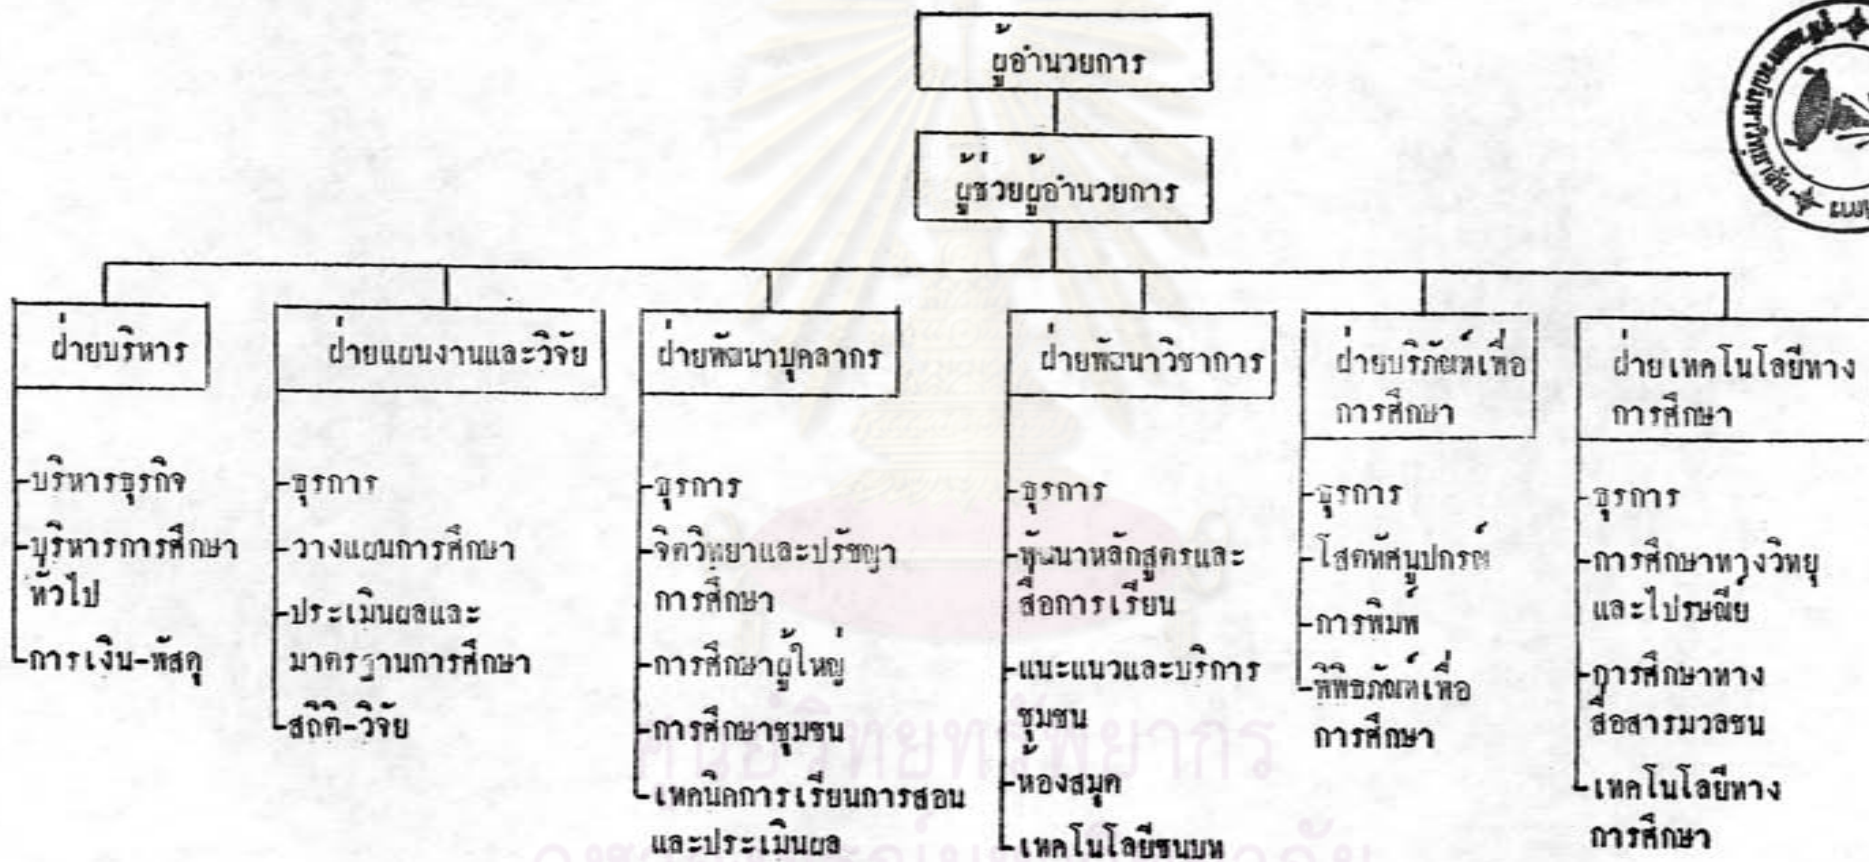 ผู้อำนวยการ
ผู้ช่วยผู้อำนวยการ
ฝ่ายบริหาร
-บริหารธุรกิจ
-บริหารการศึกษา
ทั่วไป
-การเงิน-พัสดุ
ฝ่ายแผนงานและวิจัย
-ธุรการ
-วางแผนการศึกษา
-ประเมินผลและ
มาตรฐานการศึกษา
-สถิติ-วิจัย
ฝ่ายพัฒนาบุคลากร
-ธุรการ
-จิตวิทยาและปรัชญา
การศึกษา
-การศึกษาผู้ใหญ่
-การศึกษาชุมชน
-เทคนิคการเรียนการสอน
และประเมินผล
ฝ่ายพัฒนาวิชาการ
-ธุรการ
-พัฒนาหลักสูตรและ
สื่อการเรียน
-แนะแนวและบริการ
ชุมชน
-ห้องสมุด
-เทคโนโลยีชนบท
ฝ่ายบริภัณฑ์เพื่อ
การศึกษา
-ธุรการ
-โสตทัศนูปกรณ์
-การพิมพ์
-พิพิธภัณฑ์เพื่อ
การศึกษา
ฝ่ายเทคโนโลยีทาง
การศึกษา
-ธุรการ
-การศึกษาทางวิทยุ
และไปรษณีย์
-การศึกษาทาง
สื่อสารมวลชน
-เทคโนโลยีทาง
การศึกษา
ศูนย์วิทยทรัพยากร